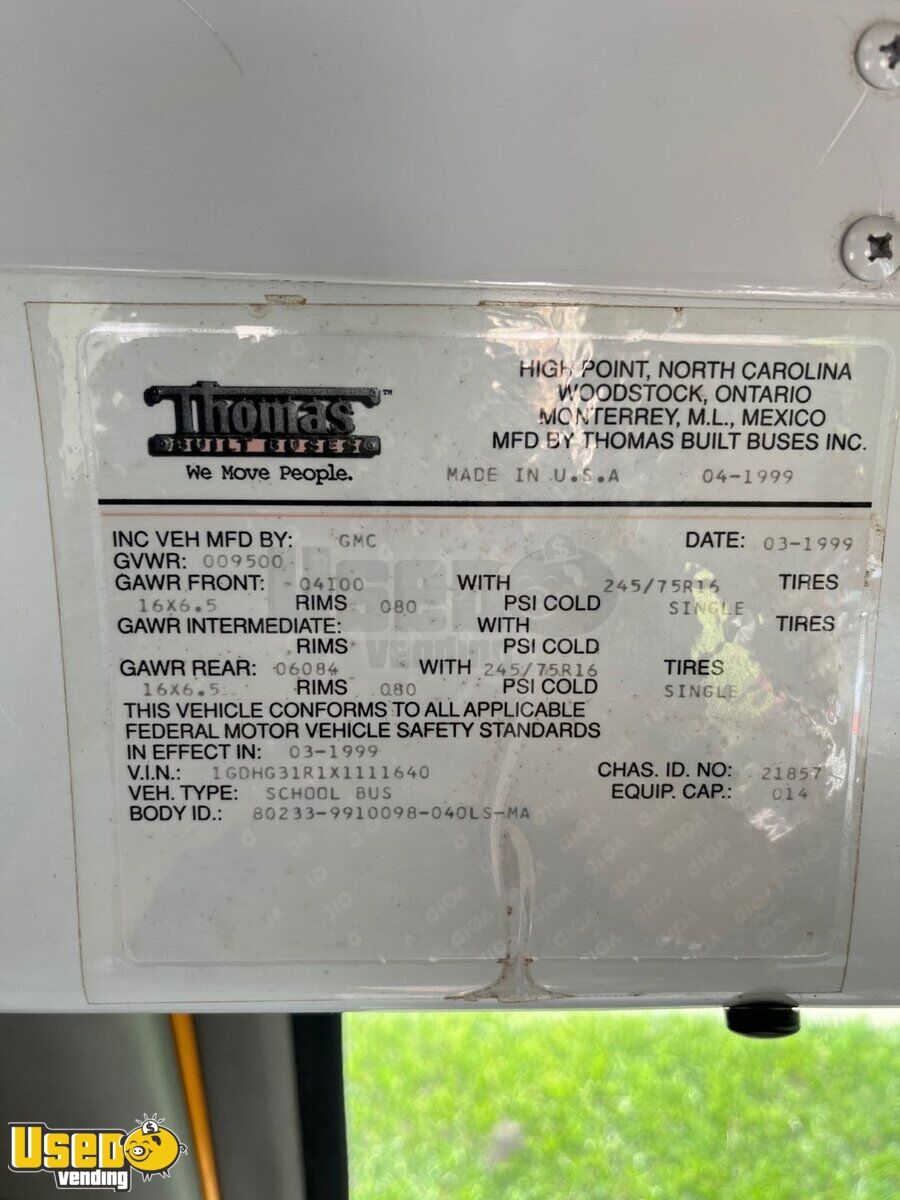 Thomas™
BUILT BUSES
We Move People.
HIGH POINT, NORTH CAROLINA
WOODSTOCK, ONTARIO
MONTERREY, M.L., MEXICO
MFD BY THOMAS BUILT BUSES INC.
MADE IN U.S.A 04-1999
INC VEH MFD BY: GMC DATE: 03-1999
GVWR: 009500
GAWR FRONT: 04100 WITH 245/75R16 TIRES
16X6.5 RIMS 080 PSI COLD SINGLE
GAWR INTERMEDIATE: WITH TIRES
RIMS PSI COLD
GAWR REAR: 06084 WITH 245/75R16 TIRES
16X6.5 RIMS 080 PSI COLD SINGLE
THIS VEHICLE CONFORMS TO ALL APPLICABLE
FEDERAL MOTOR VEHICLE SAFETY STANDARDS
IN EFFECT IN: 03-1999
V.I.N.: 1GDHG31R1X1111640 CHAS. ID. NO: 21857
VEH. TYPE: SCHOOL BUS EQUIP. CAP.: 014
BODY ID.: 80233-9910098-040LS-MA
Used
vending
Used
vending